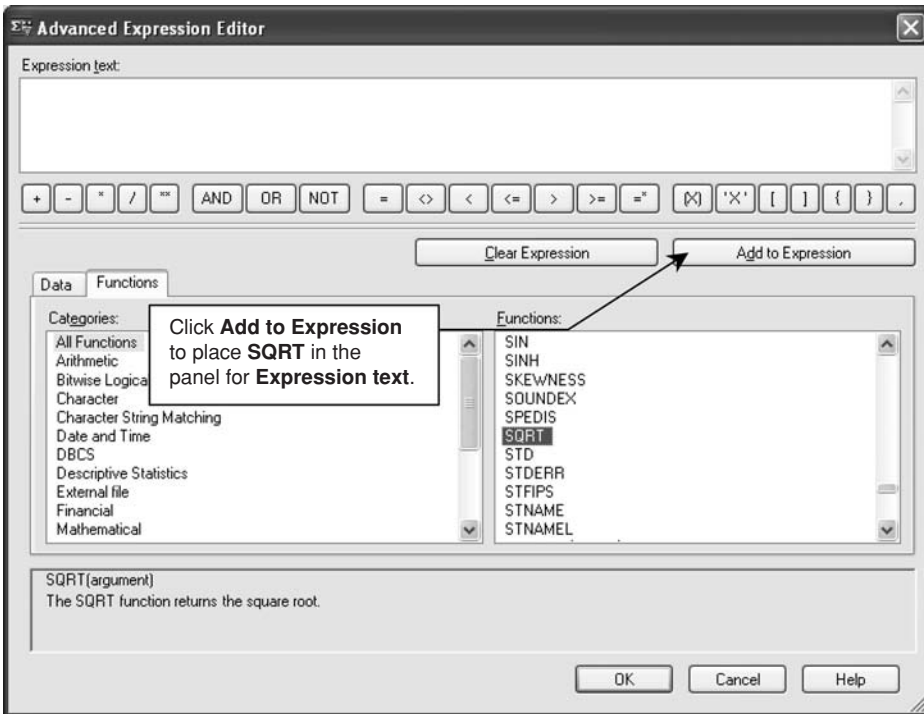 Advanced Expression Editor
Expression text:
+ - * / ** AND OR NOT = <> < <= > >= =* (X) 'X' [ ] { } ,
Clear Expression Add to Expression
Data Functions
Categories:
All Functions
Arithmetic
Bitwise Logica
Character
Character String Matching
Date and Time
DBCS
Descriptive Statistics
External file
Financial
Mathematical
Click Add to Expression
to place SQRT in the
panel for Expression text.
Functions:
SIN
SINH
SKEWNESS
SOUNDEX
SPEDIS
SQRT
STD
STDERR
STFIPS
STNAME
STNAMEL
SQRT(argument)
The SQRT function returns the square root.
OK Cancel Help